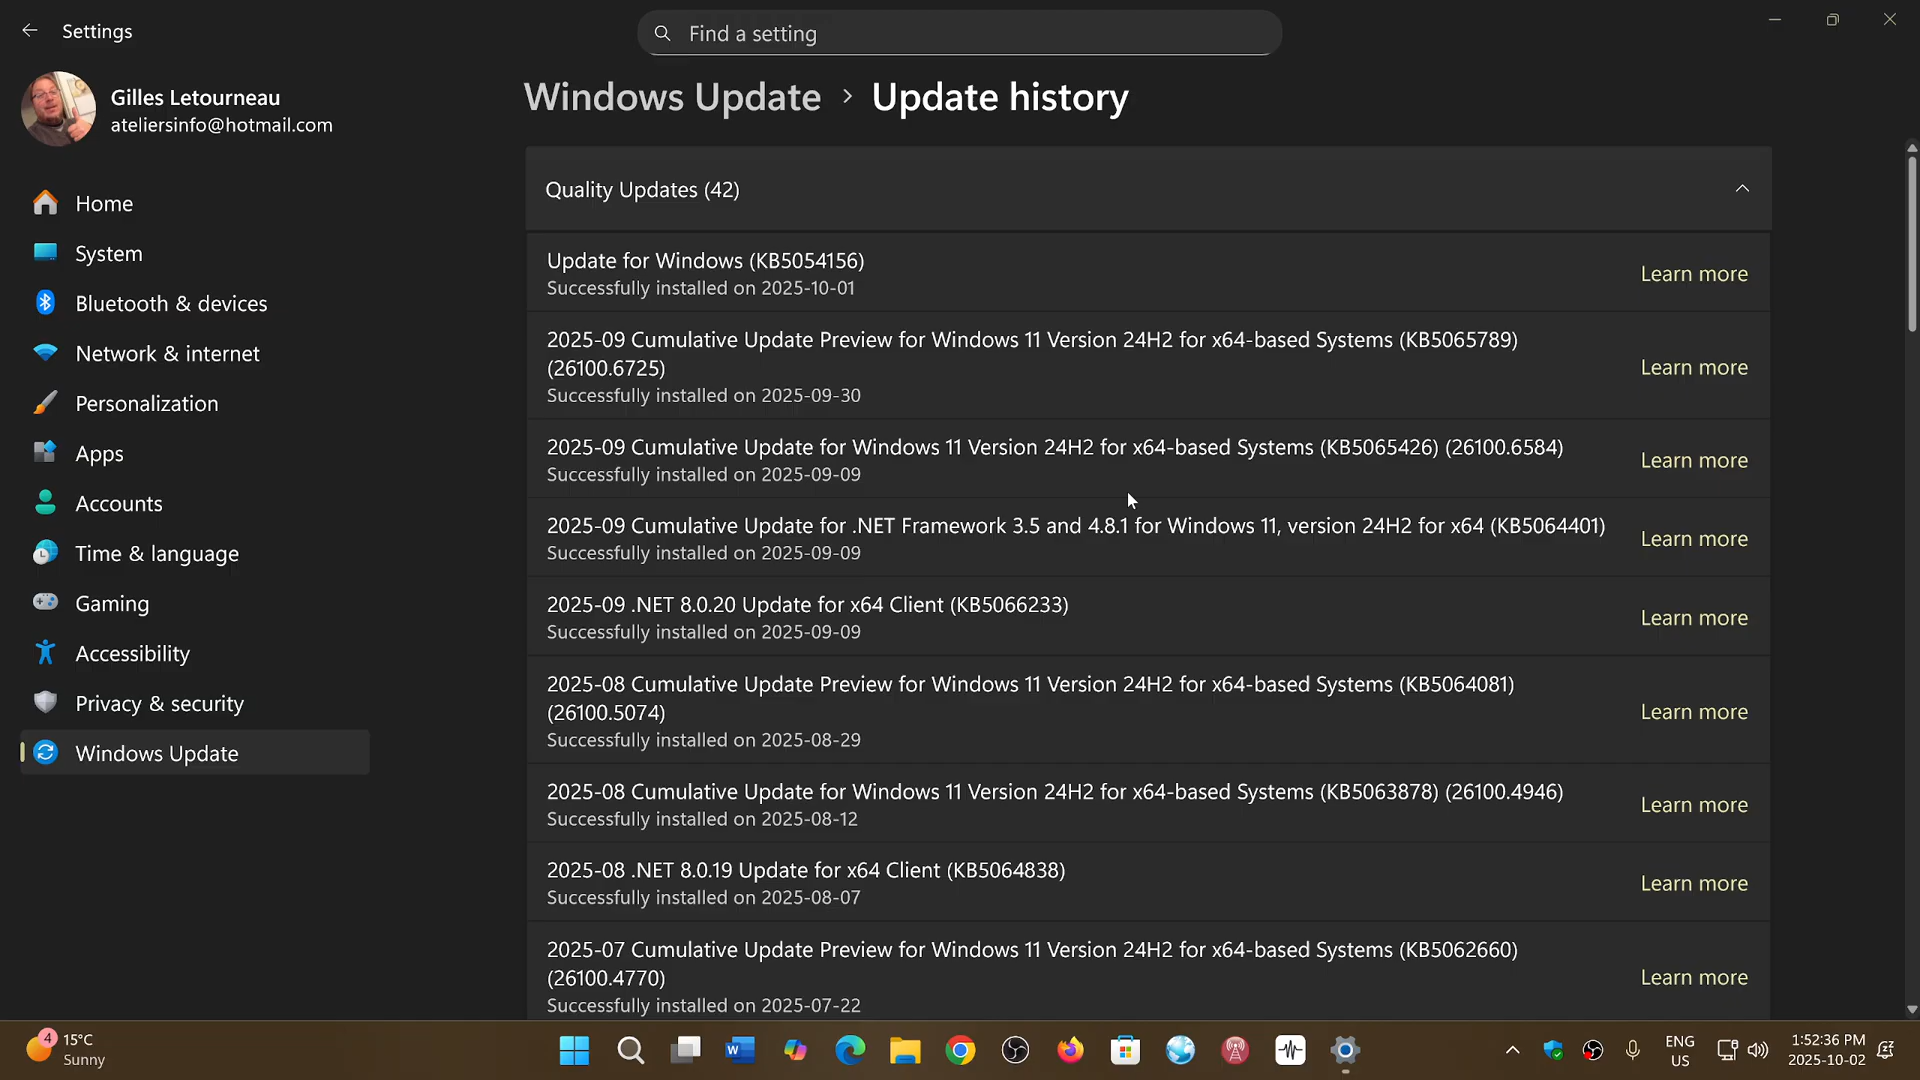 Settings
Find a setting
Gilles Letourneau
ateliersinfo@hotmail.com
Home
System
Bluetooth & devices
Network & internet
Personalization
Apps
Accounts
Time & language
Gaming
Accessibility
Privacy & security
Windows Update
Windows Update > Update history
Quality Updates (42)
Update for Windows (KB5054156)
Successfully installed on 2025-10-01
Learn more
2025-09 Cumulative Update Preview for Windows 11 Version 24H2 for x64-based Systems (KB5065789)
(26100.6725)
Successfully installed on 2025-09-30
Learn more
2025-09 Cumulative Update for Windows 11 Version 24H2 for x64-based Systems (KB5065426) (26100.6584)
Successfully installed on 2025-09-09
Learn more
2025-09 Cumulative Update for .NET Framework 3.5 and 4.8.1 for Windows 11, version 24H2 for x64 (KB5064401)
Successfully installed on 2025-09-09
Learn more
2025-09 .NET 8.0.20 Update for x64 Client (KB5066233)
Successfully installed on 2025-09-09
Learn more
2025-08 Cumulative Update Preview for Windows 11 Version 24H2 for x64-based Systems (KB5064081)
(26100.5074)
Successfully installed on 2025-08-29
Learn more
2025-08 Cumulative Update for Windows 11 Version 24H2 for x64-based Systems (KB5063878) (26100.4946)
Successfully installed on 2025-08-12
Learn more
2025-08 .NET 8.0.19 Update for x64 Client (KB5064838)
Successfully installed on 2025-08-07
Learn more
2025-07 Cumulative Update Preview for Windows 11 Version 24H2 for x64-based Systems (KB5062660)
(26100.4770)
Successfully installed on 2025-07-22
Learn more
4
15°C
Sunny
W
ENG
US
1:52:36 PM
2025-10-02